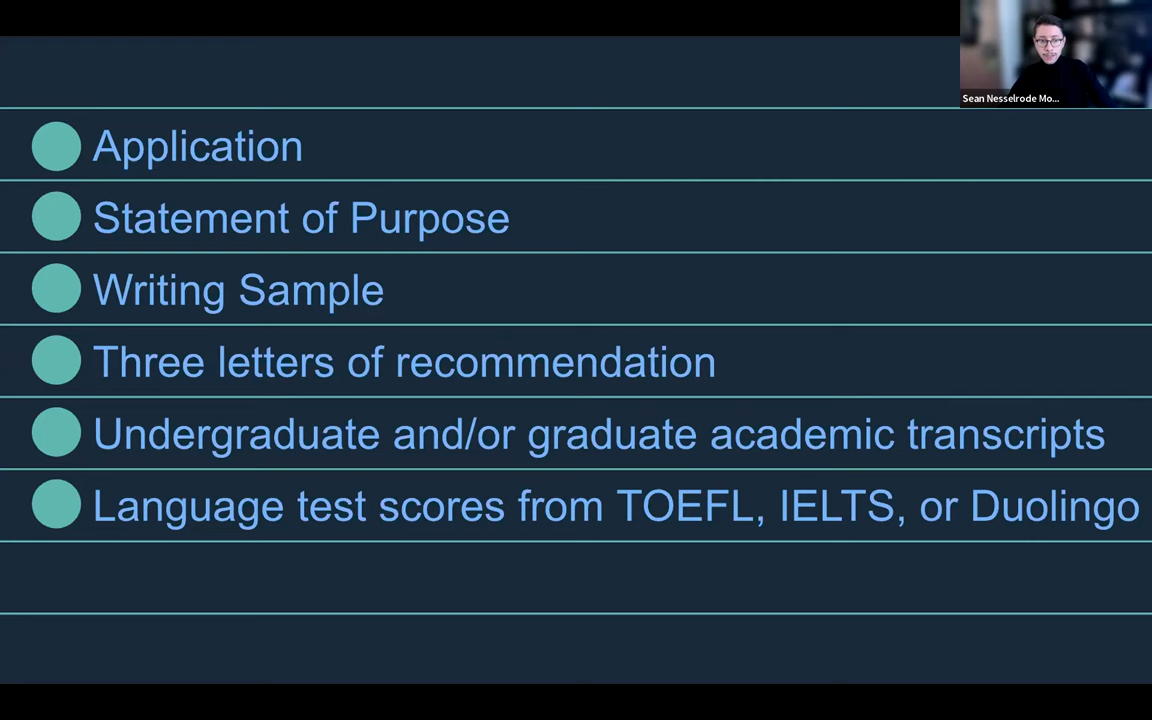 Sean Nesselrode Mo...
Application
Statement of Purpose
Writing Sample
Three letters of recommendation
Undergraduate and/or graduate academic transcripts
Language test scores from TOEFL, IELTS, or Duolingo